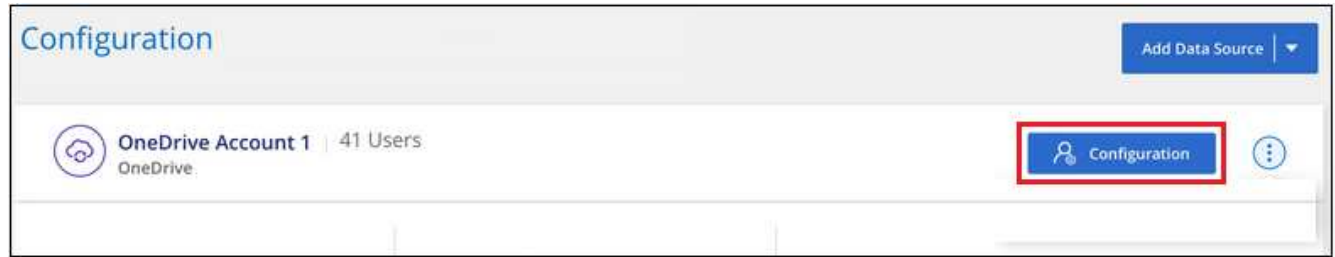 Configuration
Add Data Source
OneDrive Account 1 41 Users
OneDrive
Configuration